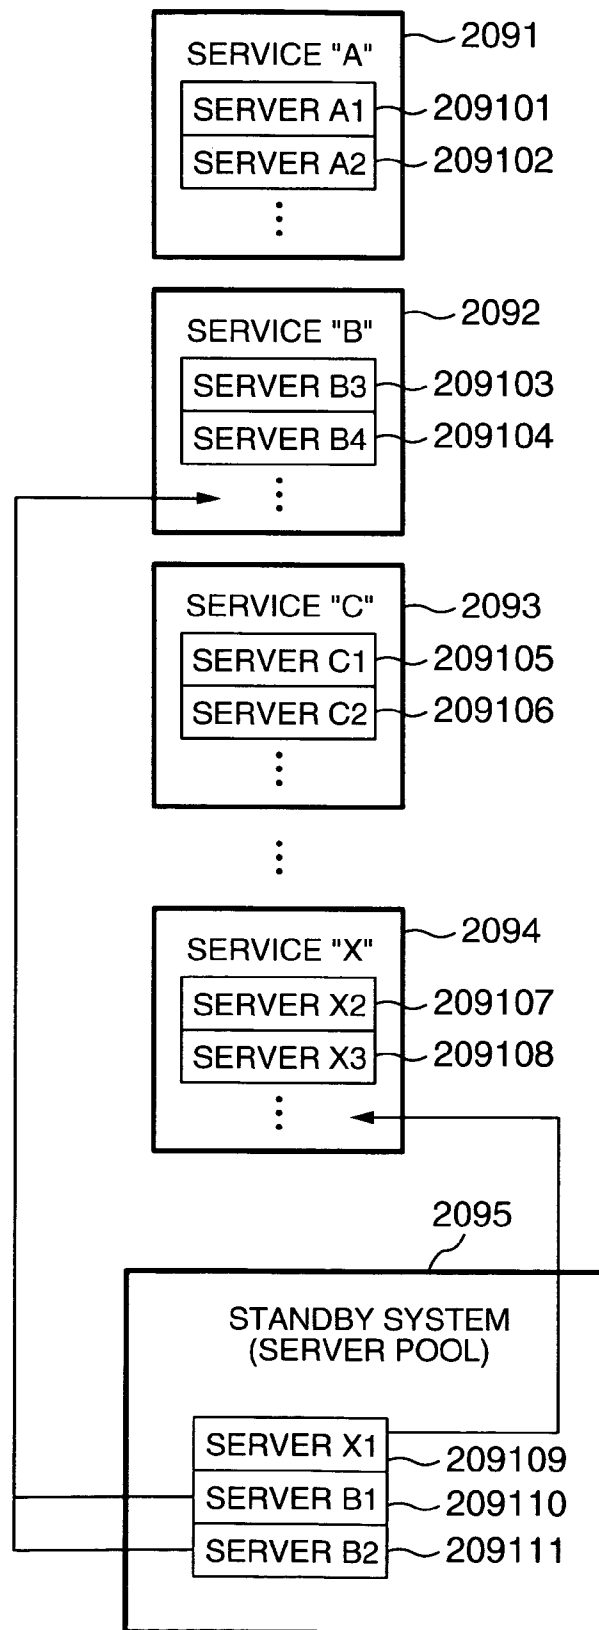 SERVICE "A" 2091
SERVER A1 209101
SERVER A2 209102
SERVICE "B" 2092
SERVER B3 209103
SERVER B4 209104
SERVICE "C" 2093
SERVER C1 209105
SERVER C2 209106
SERVICE "X" 2094
SERVER X2 209107
SERVER X3 209108
2095
STANDBY SYSTEM
(SERVER POOL)
SERVER X1 209109
SERVER B1 209110
SERVER B2 209111